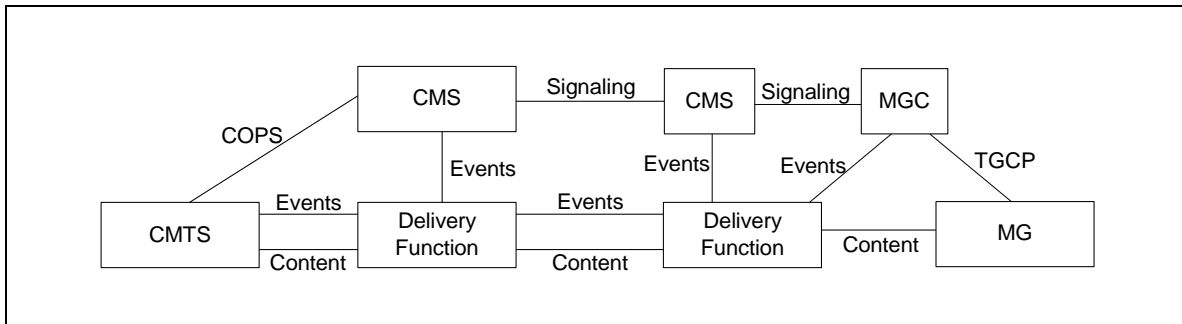 Signaling
CMS
CMS
Signaling
MGC
COPS
Events
Events
Events
TGCP
Events
Events
CMTS
Delivery
Function
Delivery
Function
MG
Content
Content
Content